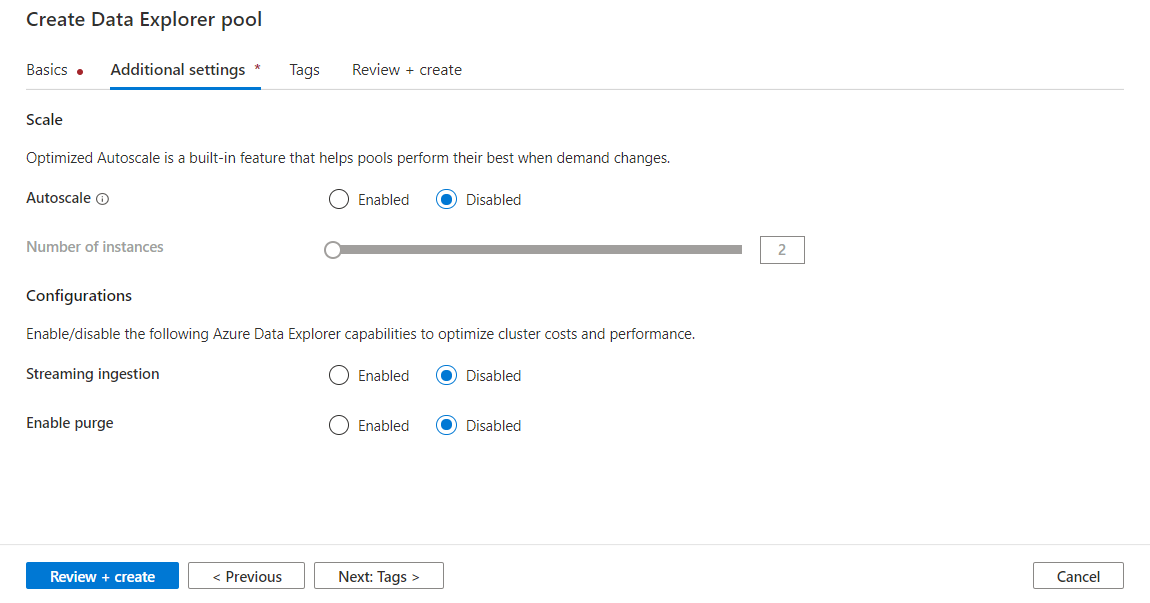 Create Data Explorer pool
Basics Additional settings * Tags Review + create
Scale
Optimized Autoscale is a built-in feature that helps pools perform their best when demand changes.
Autoscale Enabled Disabled
Number of instances 2
Configurations
Enable/disable the following Azure Data Explorer capabilities to optimize cluster costs and performance.
Streaming ingestion Enabled Disabled
Enable purge Enabled Disabled
Review + create < Previous Next: Tags > Cancel